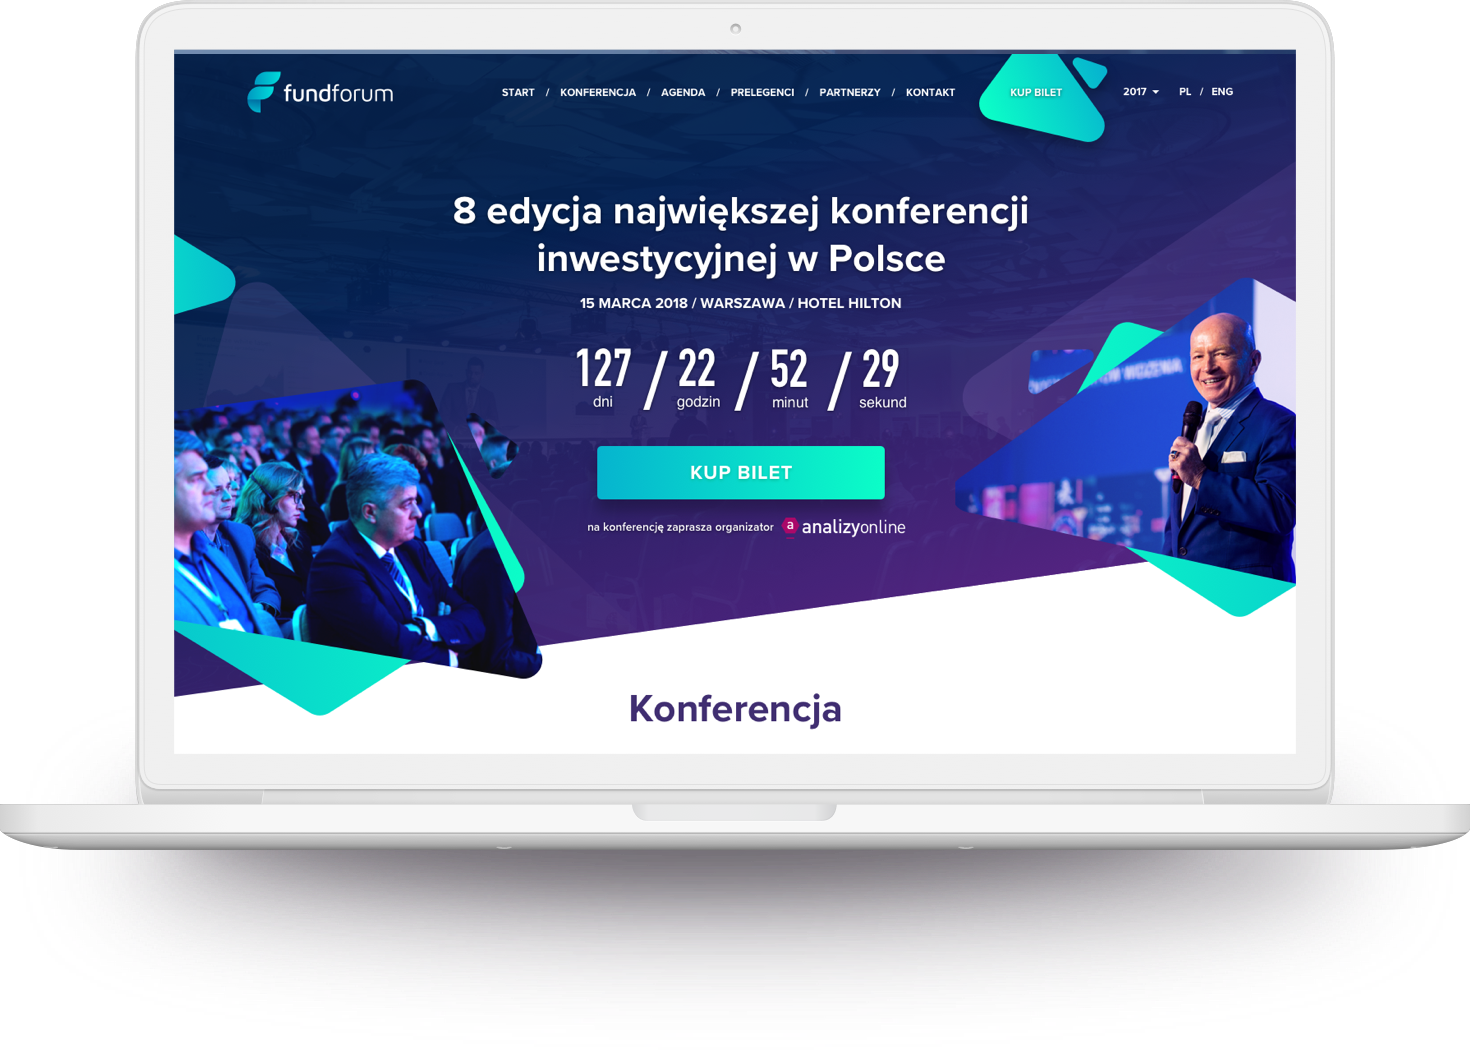 fundforum
START / KONFERENCJA / AGENDA / PRELEGENCI / PARTNERZY / KONTAKT
KUP BILET
2017
PL / ENG
8 edycja największej konferencji
inwestycyjnej w Polsce
15 MARCA 2018 / WARSZAWA / HOTEL HILTON
127 / 22 / 52 / 29
dni godzin minut sekund
KUP BILET
na konferencję zaprasza organizator a analizyonline
Konferencja